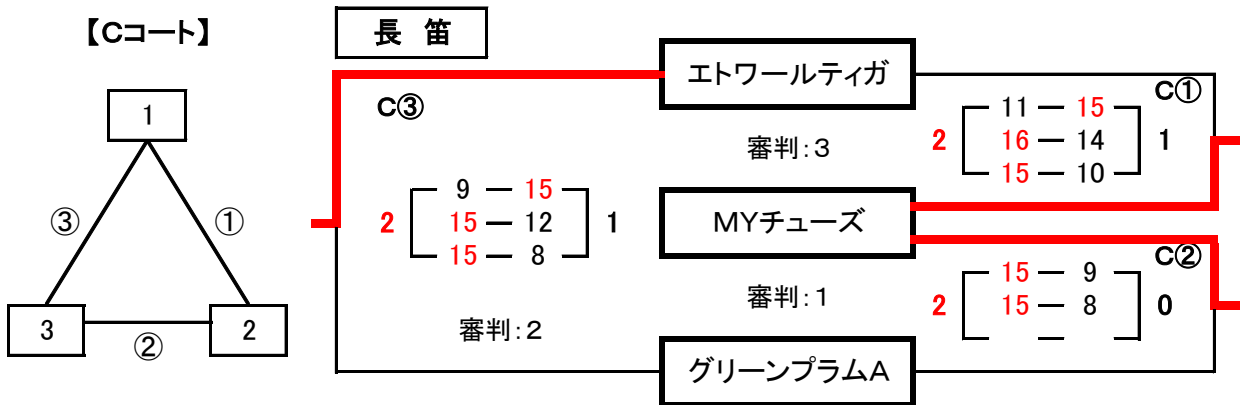 【Cコート】
1
③
①
3
②
2
長 笛
C③
9 ― 15
2 15 ― 12 1
15 ― 8
審判：2
エトワールティガ
審判：3
MYチューズ
審判：1
グリーンプラムA
C①
11 ― 15
2 16 ― 14 1
15 ― 10
C②
15 ― 9
2 15 ― 8 0
―